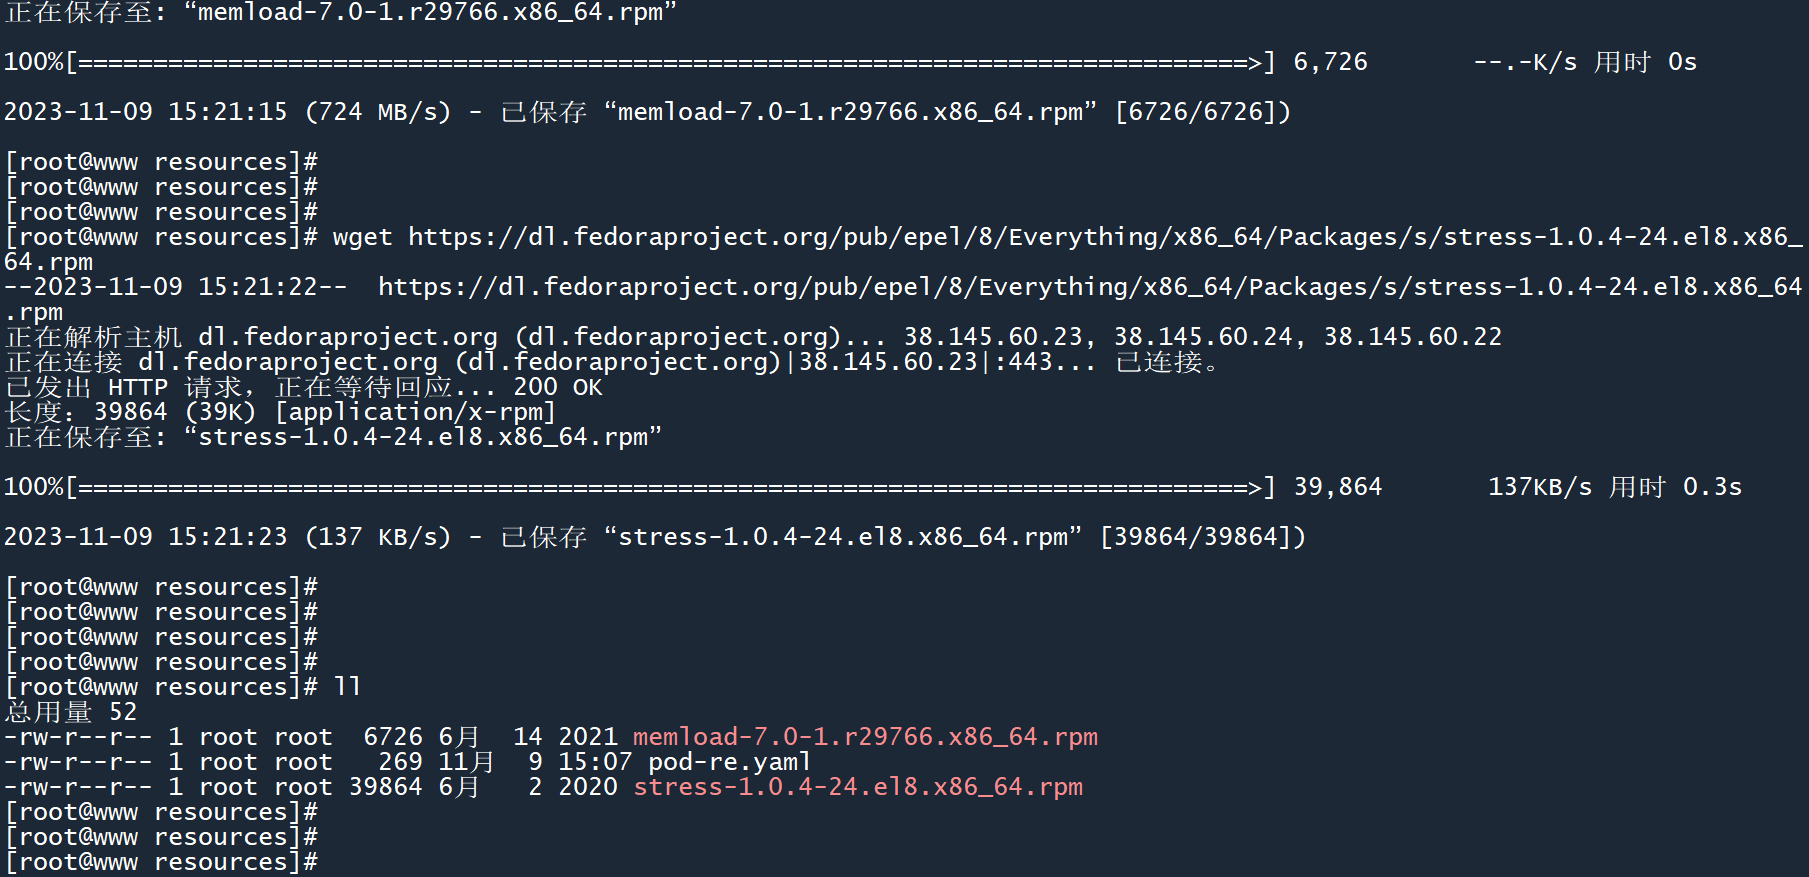 正在保存至: “memload-7.0-1.r29766.x86_64.rpm”
100%[==============================================================================>] 6,726       --.-K/s 用时 0s
2023-11-09 15:21:15 (724 MB/s) - 已保存 “memload-7.0-1.r29766.x86_64.rpm” [6726/6726])
[root@www resources]#
[root@www resources]#
[root@www resources]#
[root@www resources]# wget https://dl.fedoraproject.org/pub/epel/8/Everything/x86_64/Packages/s/stress-1.0.4-24.el8.x86_
64.rpm
--2023-11-09 15:21:22--  https://dl.fedoraproject.org/pub/epel/8/Everything/x86_64/Packages/s/stress-1.0.4-24.el8.x86_64
.rpm
正在解析主机 dl.fedoraproject.org (dl.fedoraproject.org)... 38.145.60.23, 38.145.60.24, 38.145.60.22
正在连接 dl.fedoraproject.org (dl.fedoraproject.org)|38.145.60.23|:443... 已连接。
已发出 HTTP 请求，正在等待回应... 200 OK
长度：39864 (39K) [application/x-rpm]
正在保存至: “stress-1.0.4-24.el8.x86_64.rpm”
100%[==============================================================================>] 39,864       137KB/s 用时 0.3s
2023-11-09 15:21:23 (137 KB/s) - 已保存 “stress-1.0.4-24.el8.x86_64.rpm” [39864/39864])
[root@www resources]#
[root@www resources]#
[root@www resources]#
[root@www resources]#
[root@www resources]# ll
总用量 52
-rw-r--r-- 1 root root  6726 6月  14 2021 memload-7.0-1.r29766.x86_64.rpm
-rw-r--r-- 1 root root   269 11月  9 15:07 pod-re.yaml
-rw-r--r-- 1 root root 39864 6月   2 2020 stress-1.0.4-24.el8.x86_64.rpm
[root@www resources]#
[root@www resources]#
[root@www resources]#